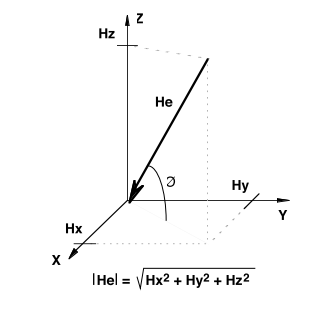 Z
Hz
He
Ø
Hy
Y
Hx
X
|He| = √Hx² + Hy² + Hz²